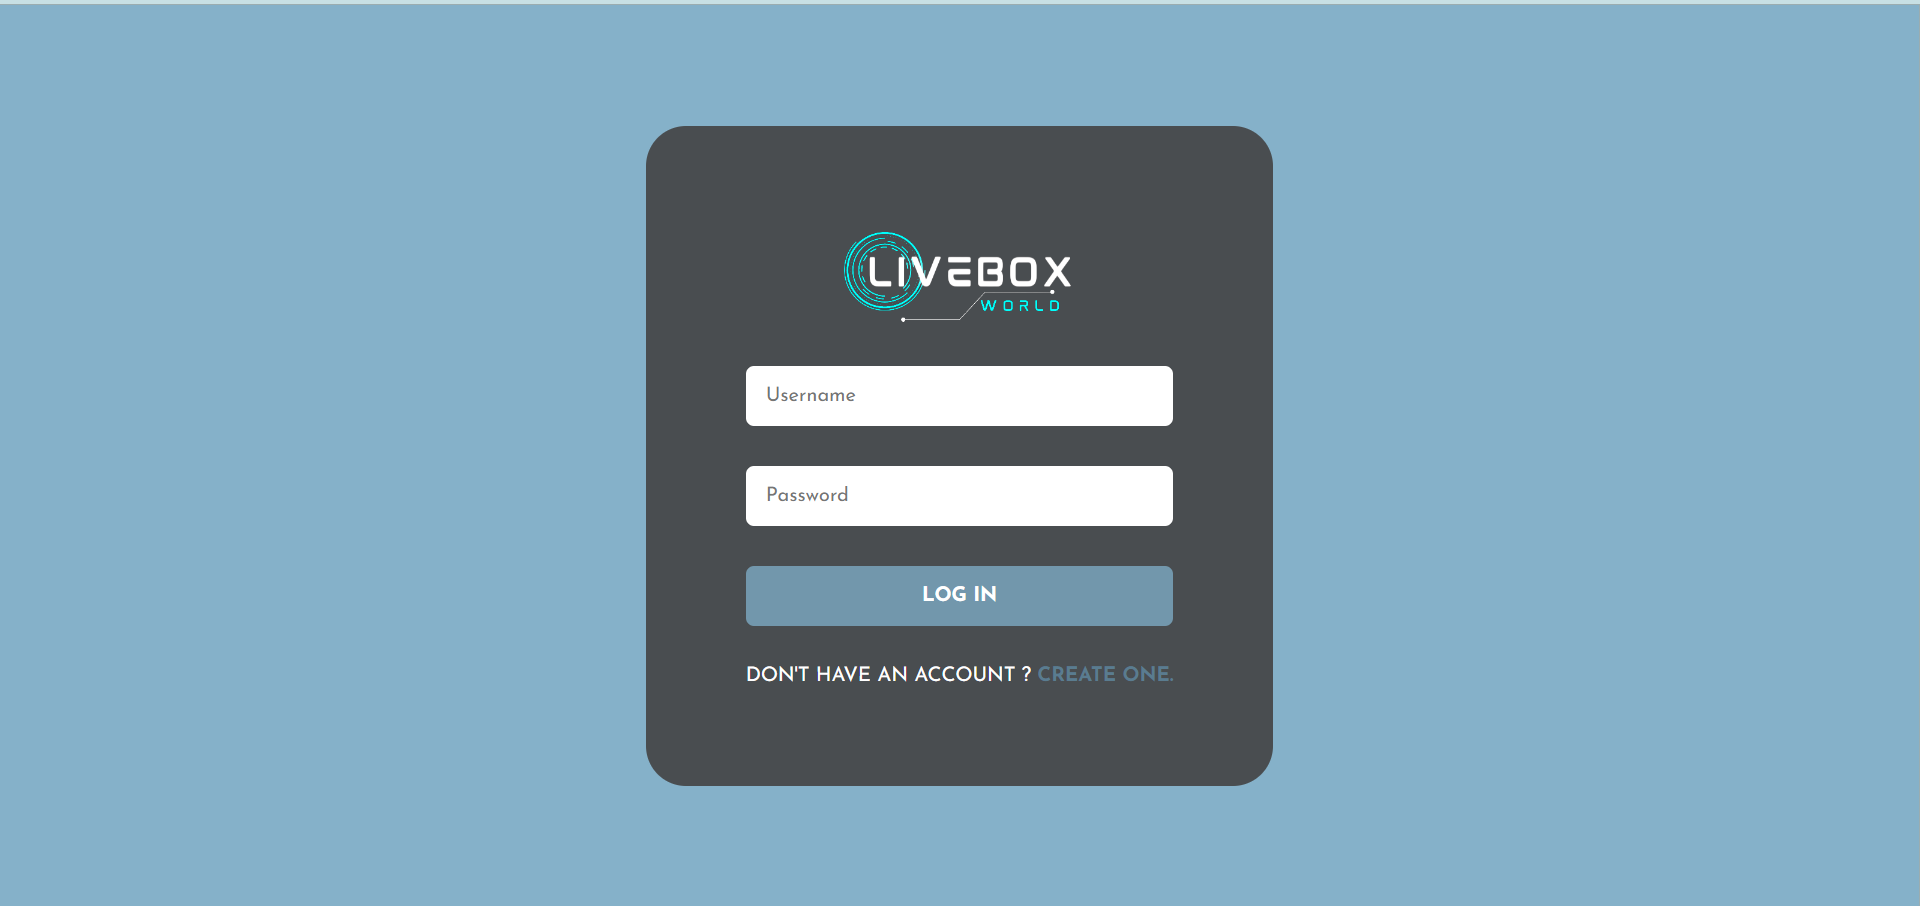 LIVEBOX
WORLD
Username
Password
LOG IN
DON'T HAVE AN ACCOUNT ? CREATE ONE.